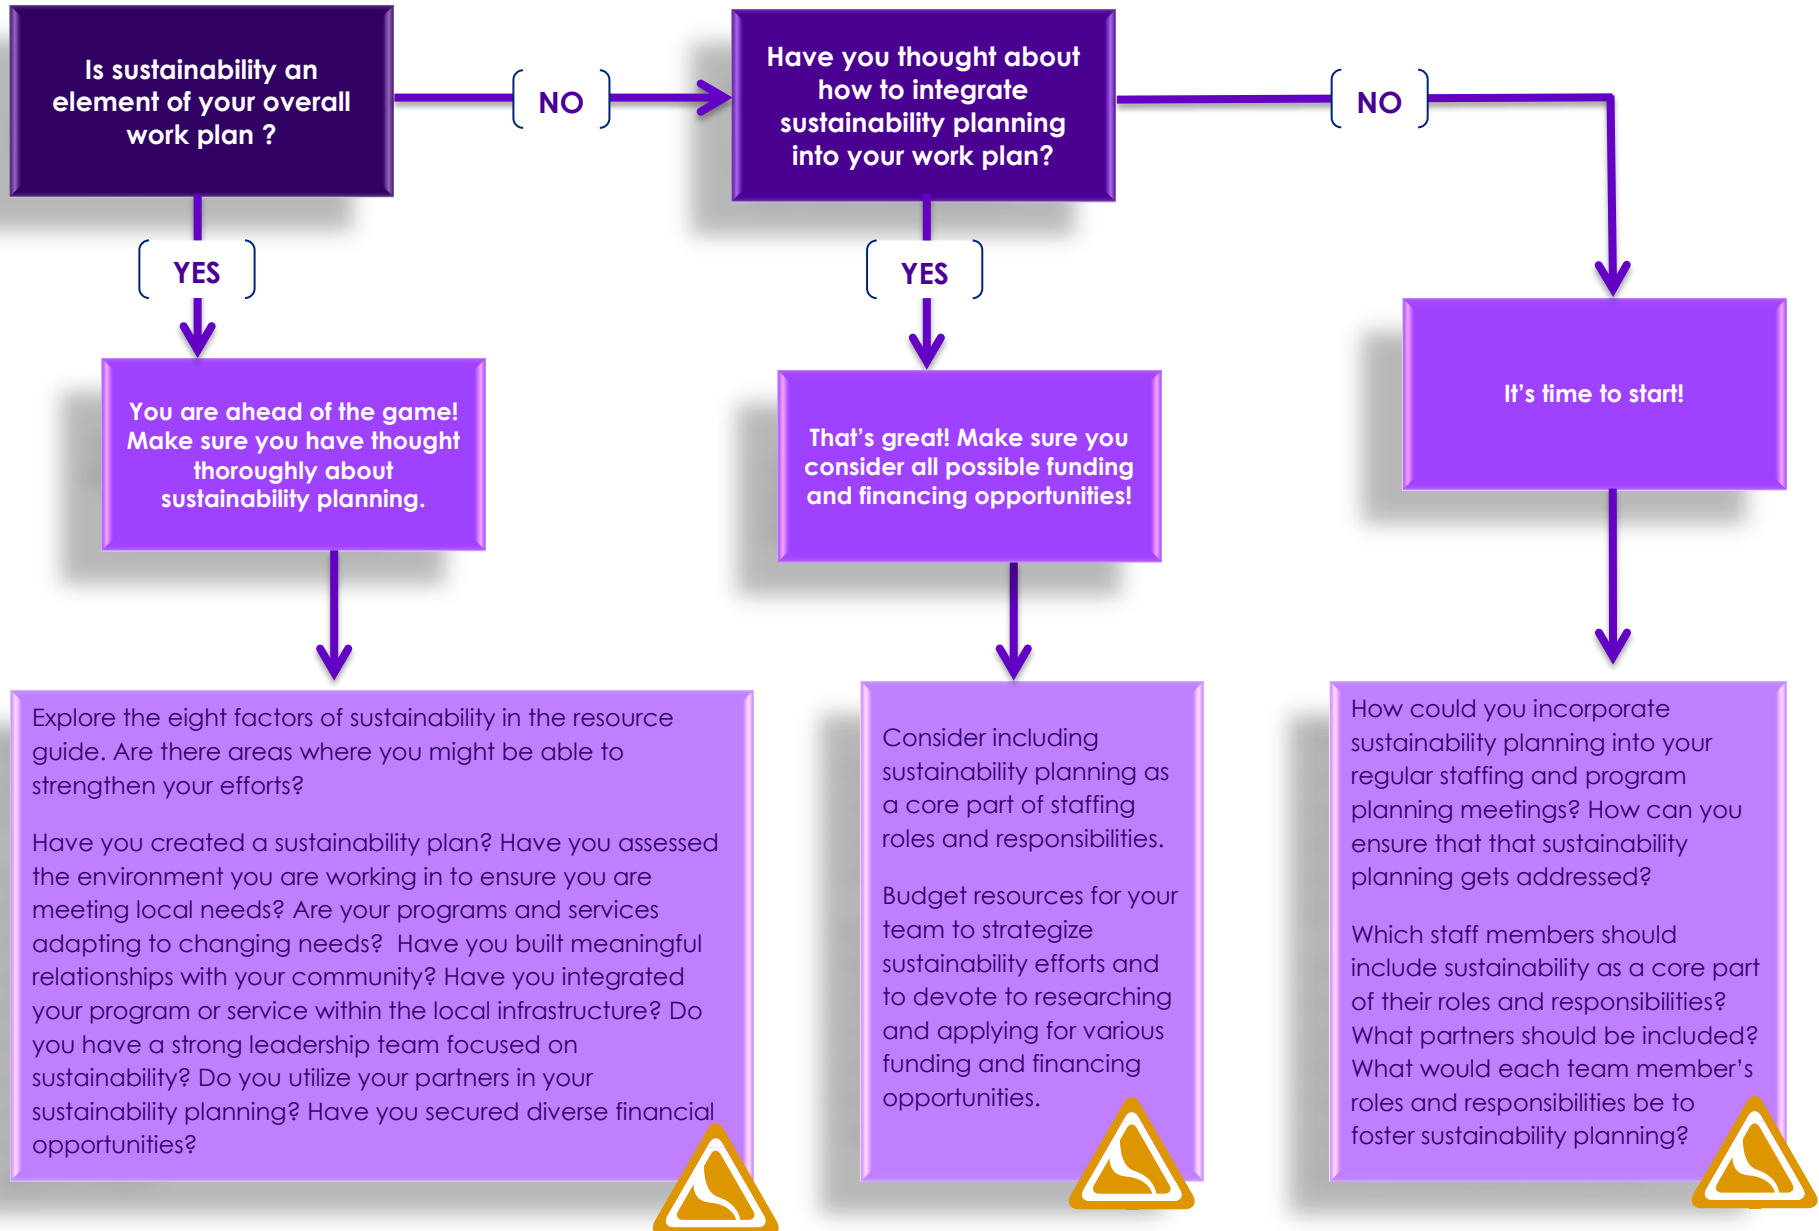 Is sustainability an
element of your overall
work plan ?
NO
Have you thought about
how to integrate
sustainability planning
into your work plan?
NO
YES
YES
You are ahead of the game!
Make sure you have thought
thoroughly about
sustainability planning.
That's great! Make sure you
consider all possible funding
and financing opportunities!
It's time to start!
Explore the eight factors of sustainability in the resource
guide. Are there areas where you might be able to
strengthen your efforts?
Have you created a sustainability plan? Have you assessed
the environment you are working in to ensure you are
meeting local needs? Are your programs and services
adapting to changing needs?  Have you built meaningful
relationships with your community? Have you integrated
your program or service within the local infrastructure? Do
you have a strong leadership team focused on
sustainability? Do you utilize your partners in your
sustainability planning? Have you secured diverse financial
opportunities?
Consider including
sustainability planning as
a core part of staffing
roles and responsibilities.
Budget resources for your
team to strategize
sustainability efforts and
to devote to researching
and applying for various
funding and financing
opportunities.
How could you incorporate
sustainability planning into your
regular staffing and program
planning meetings? How can you
ensure that that sustainability
planning gets addressed?
Which staff members should
include sustainability as a core part
of their roles and responsibilities?
What partners should be included?
What would each team member's
roles and responsibilities be to
foster sustainability planning?